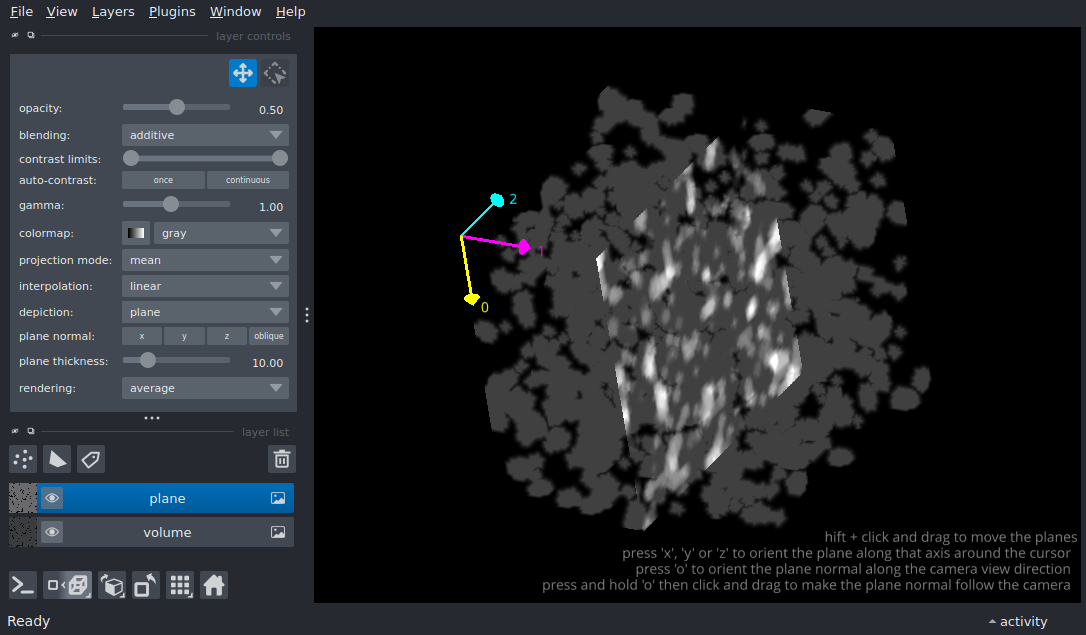 File View Layers Plugins Window Help
layer controls
opacity: 0.50
blending: additive
contrast limits:
auto-contrast: once continuous
gamma: 1.00
colormap: gray
projection mode: mean
interpolation: linear
depiction: plane
plane normal: x y z oblique
plane thickness: 10.00
rendering: average
layer list
plane
volume
2
1
0
hift + click and drag to move the planes
press 'x', 'y' or 'z' to orient the plane along that axis around the cursor
press 'o' to orient the plane normal along the camera view direction
press and hold 'o' then click and drag to make the plane normal follow the camera
Ready activity